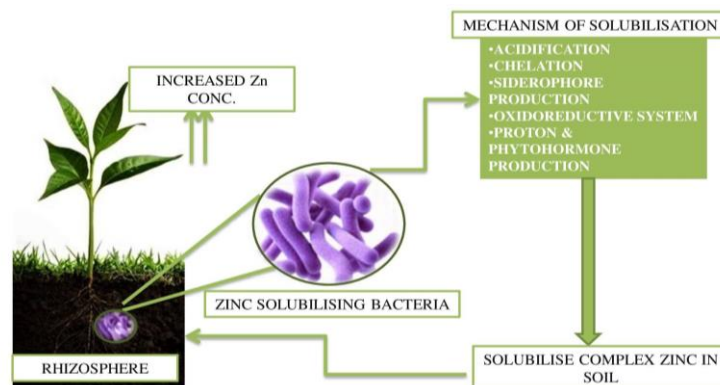 MECHANISM OF SOLUBILISATION
•ACIDIFICATION
•CHELATION
•SIDEROPHORE
PRODUCTION
•OXIDOREDUCTIVE SYSTEM
•PROTON &
PHYTOHORMONE
PRODUCTION
INCREASED Zn
CONC.
ZINC SOLUBILISING BACTERIA
RHIZOSPHERE
SOLUBILISE COMPLEX ZINC IN
SOIL